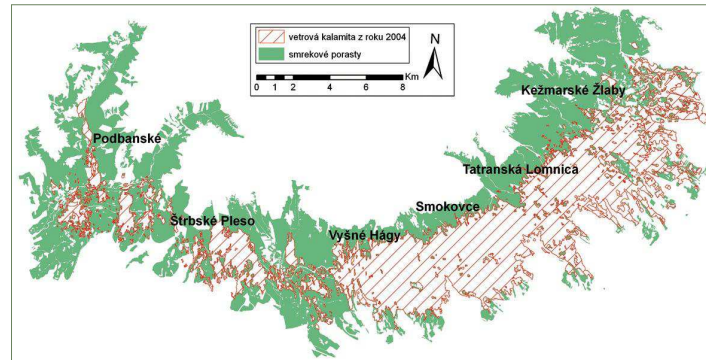 vetrová kalamita z roku 2004
smrekové porasty
N
Km
0 1 2 4 6 8
Kežmarské Žlaby
Podbanské
Tatranská Lomnica
Smokovce
Štrbské Pleso
Vyšné Hágy